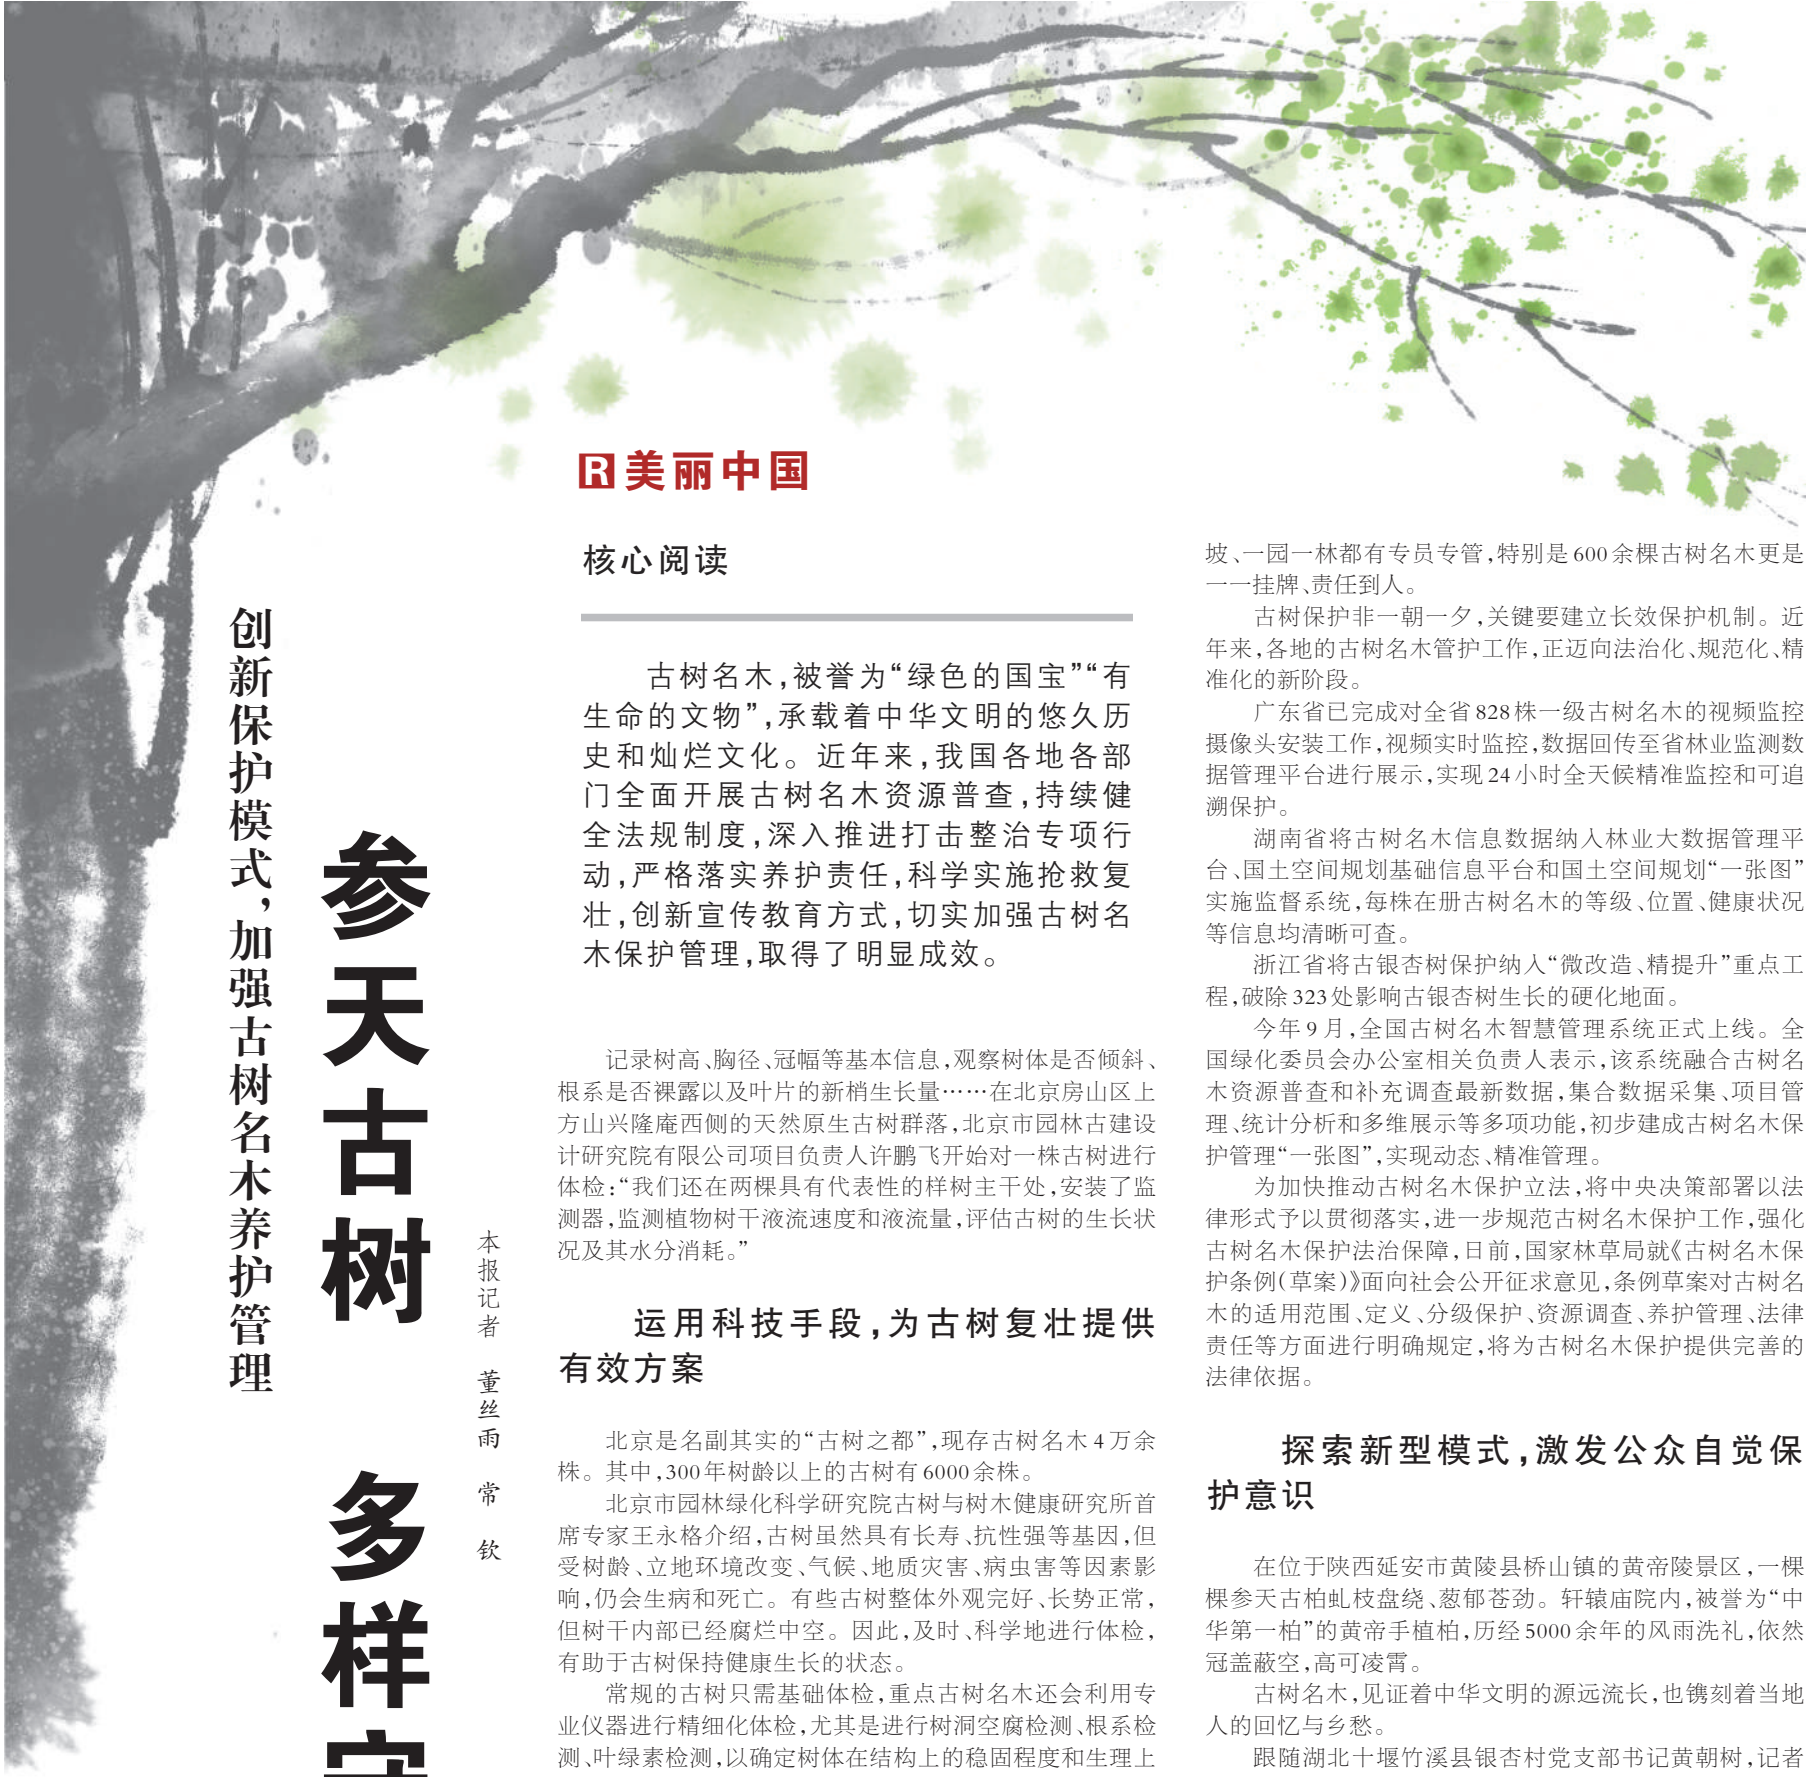 R美丽中国
创新保护模式,加强古树名木养护管理
参天古树 多样
本报记者 董丝雨 常 钦
核心阅读
古树名木,被誉为“绿色的国宝”“有
生命的文物”,承载着中华文明的悠久历
史和灿烂文化。近年来,我国各地各部
门全面开展古树名木资源普查,持续健
全法规制度,深入推进打击整治专项行
动,严格落实养护责任,科学实施抢救复
壮,创新宣传教育方式,切实加强古树名
木保护管理,取得了明显成效。
记录树高、胸径、冠幅等基本信息,观察树体是否倾斜、
根系是否裸露以及叶片的新梢生长量……在北京房山区上
方山兴隆庵西侧的天然原生古树群落,北京市园林古建设
计研究院有限公司项目负责人许鹏飞开始对一株古树进行
体检:“我们还在两棵具有代表性的样树主干处,安装了监
测器,监测植物树干液流速度和液流量,评估古树的生长状
况及其水分消耗。”
运用科技手段,为古树复壮提供
有效方案
北京是名副其实的“古树之都”,现存古树名木4万余
株。其中,300年树龄以上的古树有6000余株。
北京市园林绿化科学研究院古树与树木健康研究所首
席专家王永格介绍,古树虽然具有长寿、抗性强等基因,但
受树龄、立地环境改变、气候、地质灾害、病虫害等因素影
响,仍会生病和死亡。有些古树整体外观完好、长势正常,
但树干内部已经腐烂中空。因此,及时、科学地进行体检,
有助于古树保持健康生长的状态。
常规的古树只需基础体检,重点古树名木还会利用专
业仪器进行精细化体检,尤其是进行树洞空腐检测、根系检
测、叶绿素检测,以确定树体在结构上的稳固程度和生理上
坡、一园一林都有专员专管,特别是600余棵古树名木更是
一一挂牌、责任到人。
古树保护非一朝一夕,关键要建立长效保护机制。近
年来,各地的古树名木管护工作,正迈向法治化、规范化、精
准化的新阶段。
广东省已完成对全省828株一级古树名木的视频监控
摄像头安装工作,视频实时监控,数据回传至省林业监测数
据管理平台进行展示,实现24小时全天候精准监控和可追
溯保护。
湖南省将古树名木信息数据纳入林业大数据管理平
台、国土空间规划基础信息平台和国土空间规划“一张图”
实施监督系统,每株在册古树名木的等级、位置、健康状况
等信息均清晰可查。
浙江省将古银杏树保护纳入“微改造、精提升”重点工
程,破除323处影响古银杏树生长的硬化地面。
今年9月,全国古树名木智慧管理系统正式上线。全
国绿化委员会办公室相关负责人表示,该系统融合古树名
木资源普查和补充调查最新数据,集合数据采集、项目管
理、统计分析和多维展示等多项功能,初步建成古树名木保
护管理“一张图”,实现动态、精准管理。
为加快推动古树名木保护立法,将中央决策部署以法
律形式予以贯彻落实,进一步规范古树名木保护工作,强化
古树名木保护法治保障,日前,国家林草局就《古树名木保
护条例(草案)》面向社会公开征求意见,条例草案对古树名
木的适用范围、定义、分级保护、资源调查、养护管理、法律
责任等方面进行明确规定,将为古树名木保护提供完善的
法律依据。
探索新型模式,激发公众自觉保
护意识
在位于陕西延安市黄陵县桥山镇的黄帝陵景区,一棵
棵参天古柏虬枝盘绕、葱郁苍劲。轩辕庙院内,被誉为“中
华第一柏”的黄帝手植柏,历经5000余年的风雨洗礼,依然
冠盖蔽空,高可凌霄。
古树名木,见证着中华文明的源远流长,也镌刻着当地
人的回忆与乡愁。
跟随湖北十堰竹溪县银杏村党支部书记黄朝树,记者